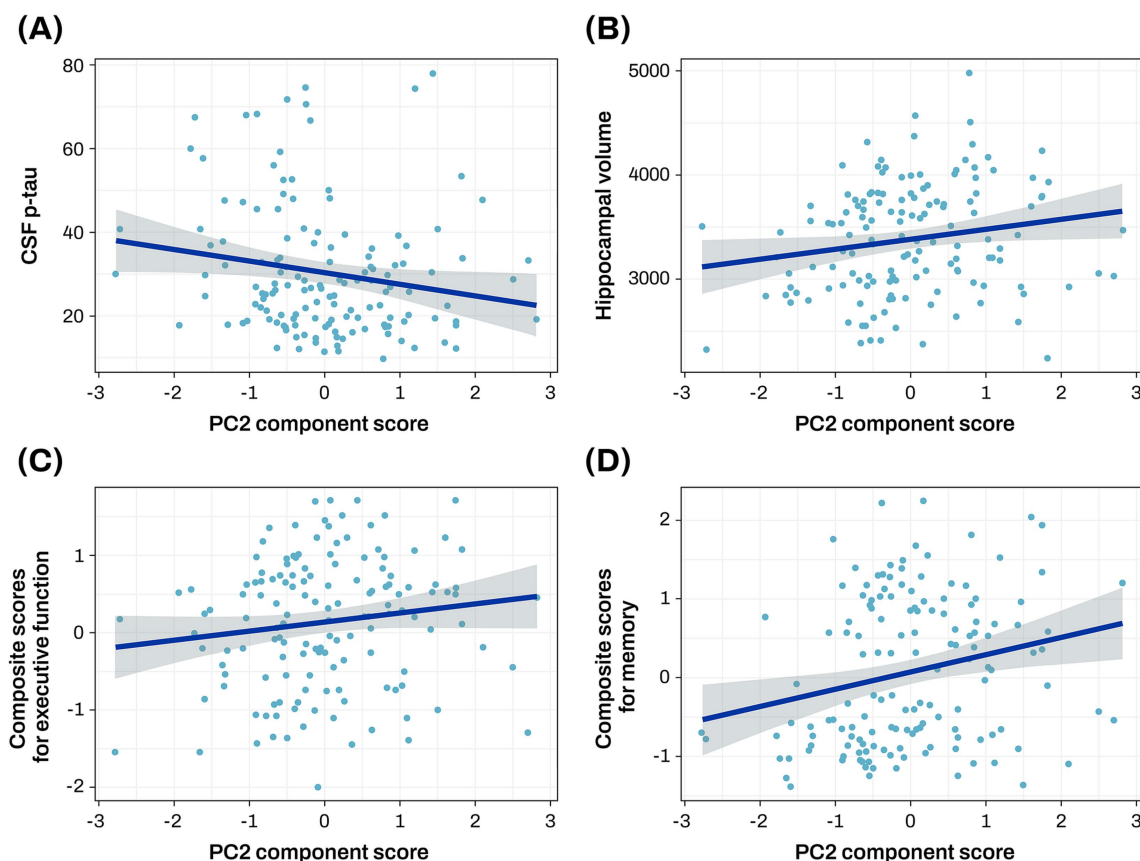 (A)
80
60
40
20
CSF p-tau
-3 -2 -1 0 1 2 3
PC2 component score
(B)
5000
4000
3000
2000
Hippocampal volume
-3 -2 -1 0 1 2 3
PC2 component score
(C)
1
0
-1
-2
Composite scores
for executive function
-3 -2 -1 0 1 2 3
PC2 component score
(D)
2
1
0
-1
Composite scores
for memory
-3 -2 -1 0 1 2 3
PC2 component score